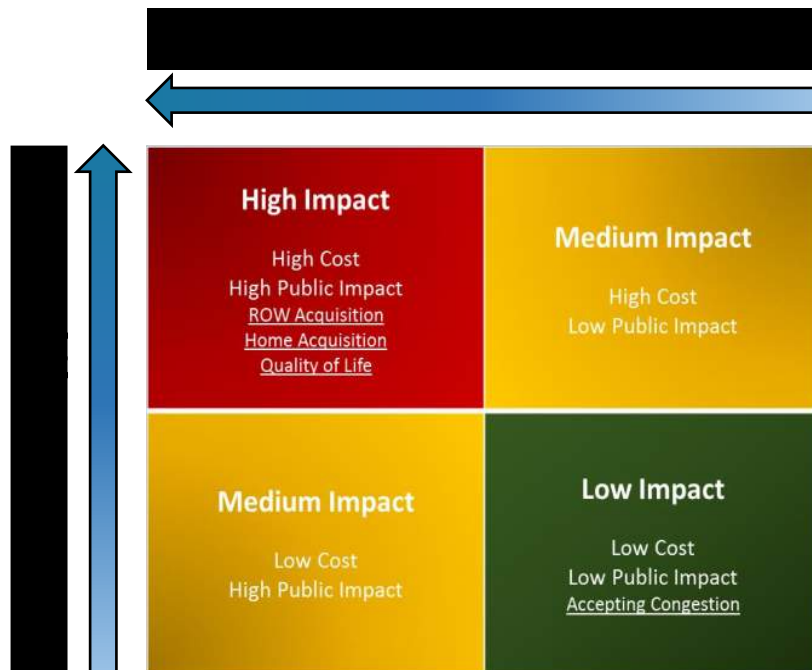 High Impact
High Cost
High Public Impact
ROW Acquisition
Home Acquisition
Quality of Life
Medium Impact
High Cost
Low Public Impact
Medium Impact
Low Cost
High Public Impact
Low Impact
Low Cost
Low Public Impact
Accepting Congestion